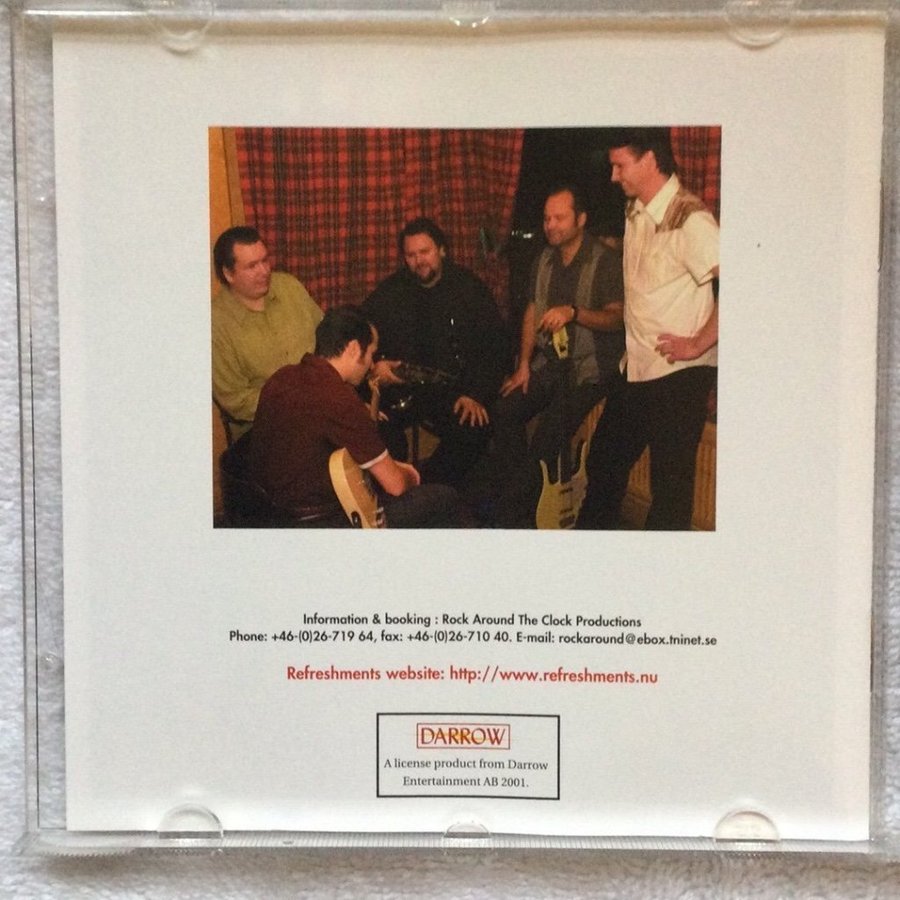 Information & booking : Rock Around The Clock Productions
Phone: +46-(0)26-719 64, fax: +46-(0)26-710 40. E-mail: rockaround@ebox.tninet.se
Refreshments website: http://www.refreshments.nu
DARROW
A license product from Darrow
Entertainment AB 2001.